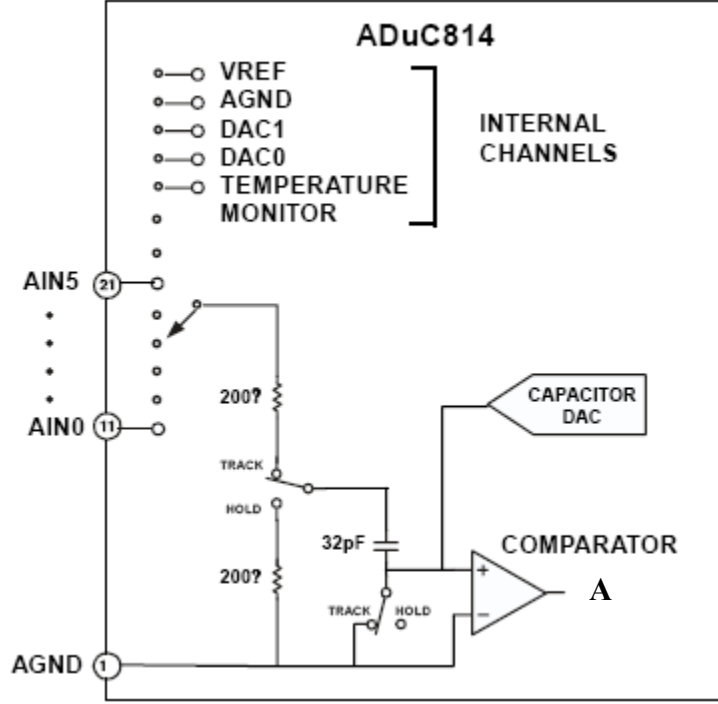 ADuC814
VREF
AGND
DAC1
DAC0
TEMPERATURE
MONITOR
INTERNAL
CHANNELS
AIN5
21
AIN0
11
200?
TRACK
HOLD
200?
32pF
CAPACITOR
DAC
COMPARATOR
+
−
A
TRACK
HOLD
AGND
1